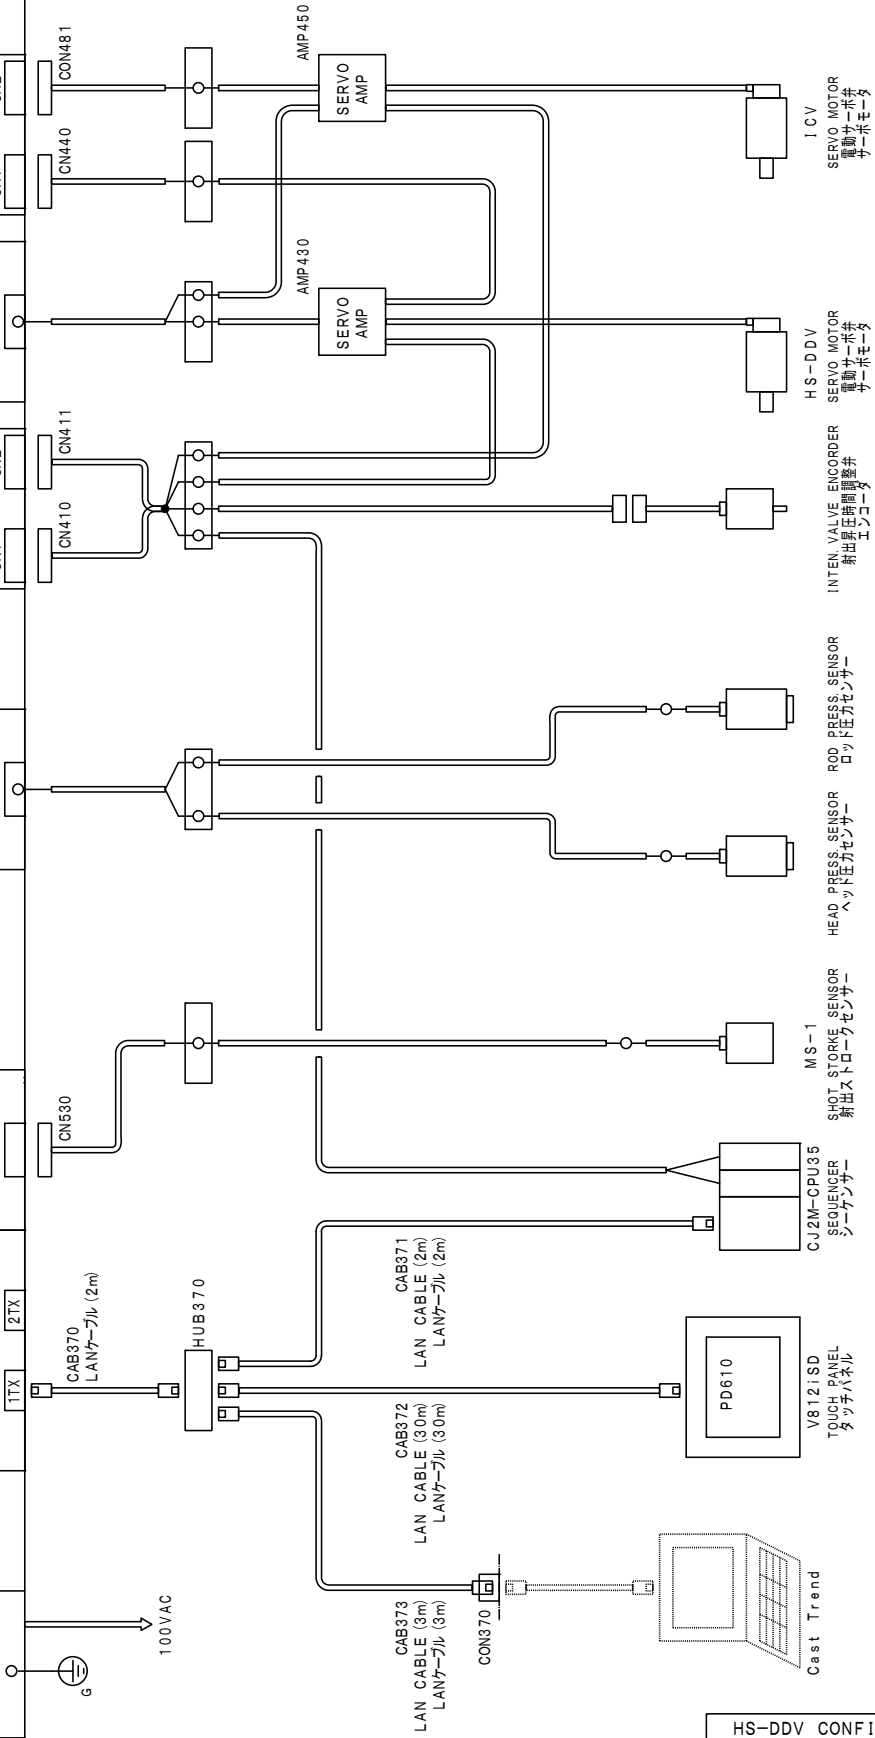 CON481
CN440
AMP450
SERVO
AMP
ICV
SERVO MOTOR
電動サーボ弁
サーボモータ
AMP430
SERVO
AMP
HS-DDV
SERVO MOTOR
電動サーボ弁
サーボモータ
CN411
CN410
INTEN. VALVE ENCORDER
射出昇圧時間調整弁
エンコーダ
ROD PRESS. SENSOR
ロッド圧力センサー
HEAD PRESS. SENSOR
ヘッド圧力センサー
CN530
MS-1
SHOT STORKE SENSOR
射出ストロークセンサー
CJ2M-CPU35
SEQUENCER
シーケンサー
2TX
1TX
CAB370
LANケーブル (2m)
HUB370
CAB371
LAN CABLE (2m)
LANケーブル (2m)
CAB372
LAN CABLE (30m)
LANケーブル (30m)
PD610
V812iSD
TOUCH PANEL
タッチパネル
CAB373
LAN CABLE (3m)
LANケーブル (3m)
CON370
Cast Trend
100VAC
G
HS-DDV CONFI